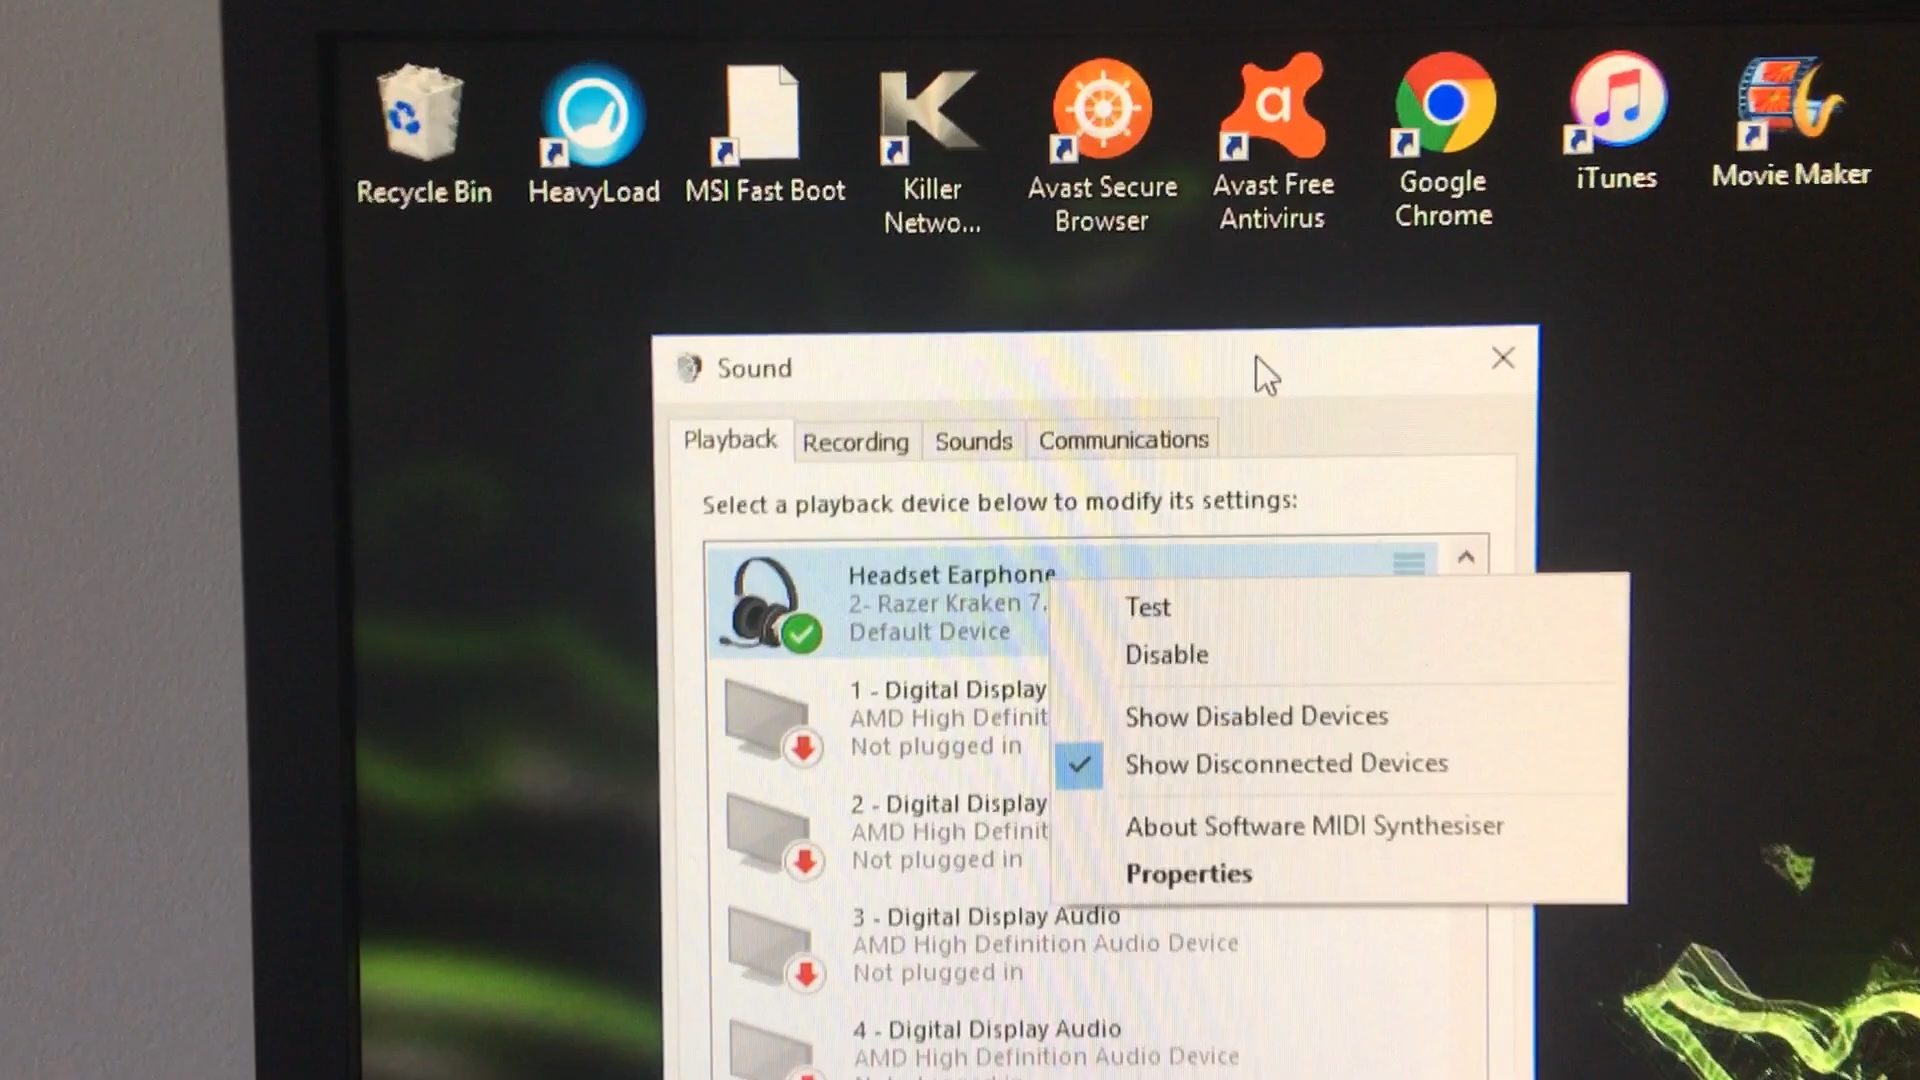 Recycle Bin
HeavyLoad
MSI Fast Boot
Killer
Netwo...
Avast Secure
Browser
Avast Free
Antivirus
Google
Chrome
iTunes
Movie Maker
Sound
Playback
Recording
Sounds
Communications
Select a playback device below to modify its settings:
Headset Earphone
2- Razer Kraken 7.
Default Device
1 - Digital Display
AMD High Definit
Not plugged in
2 - Digital Display
AMD High Definit
Not plugged in
3 - Digital Display Audio
AMD High Definition Audio Device
Not plugged in
4 - Digital Display Audio
AMD High Definition Audio Device
Test
Disable
Show Disabled Devices
Show Disconnected Devices
About Software MIDI Synthesiser
Properties